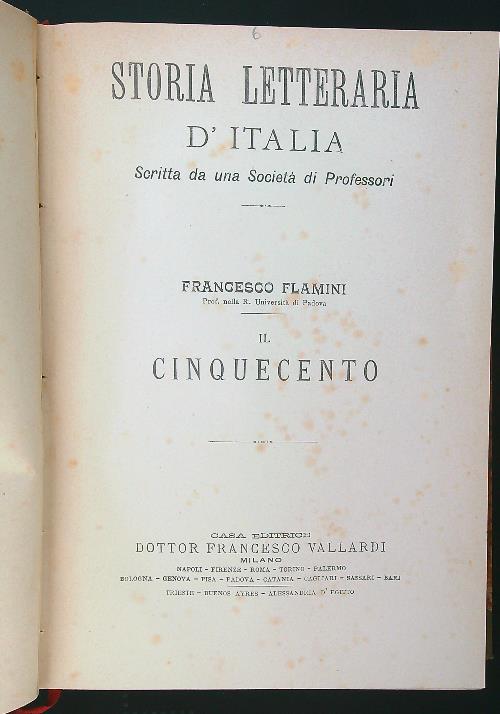 6
STORIA LETTERARIA
D' ITALIA
Scritta da una Società di Professori
FRANCESCO FLAMINI
Prof. nella R. Università di Padova
IL
CINQUECENTO
CASA EDITRICE
DOTTOR FRANCESCO VALLARDI
MILANO
NAPOLI - FIRENZE - ROMA - TORINO - PALERMO
BOLOGNA - GENOVA - PISA - PADOVA - CATANIA - CAGLIARI - SASSARI - BARI
TRIESTE - BUENOS AYRES - ALESSANDRIA D' EGITTO